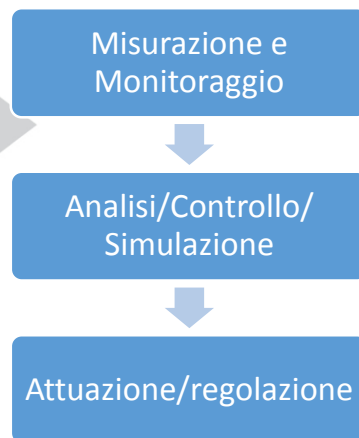 Misurazione e
Monitoraggio
Analisi/Controllo/
Simulazione
Attuazione/regolazione